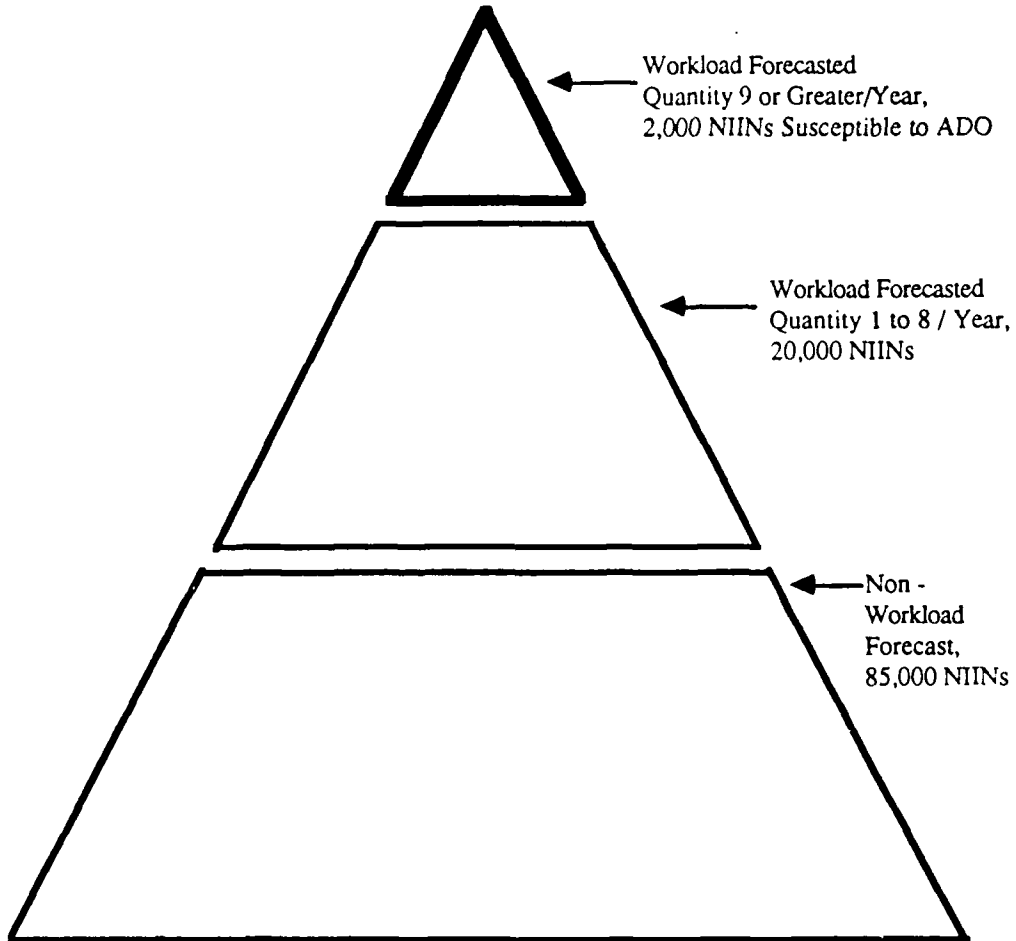 Workload Forecasted
Quantity 9 or Greater/Year,
2,000 NIINs Susceptible to ADO
Workload Forecasted
Quantity 1 to 8 / Year,
20,000 NIINs
Non -
Workload
Forecast,
85,000 NIINs